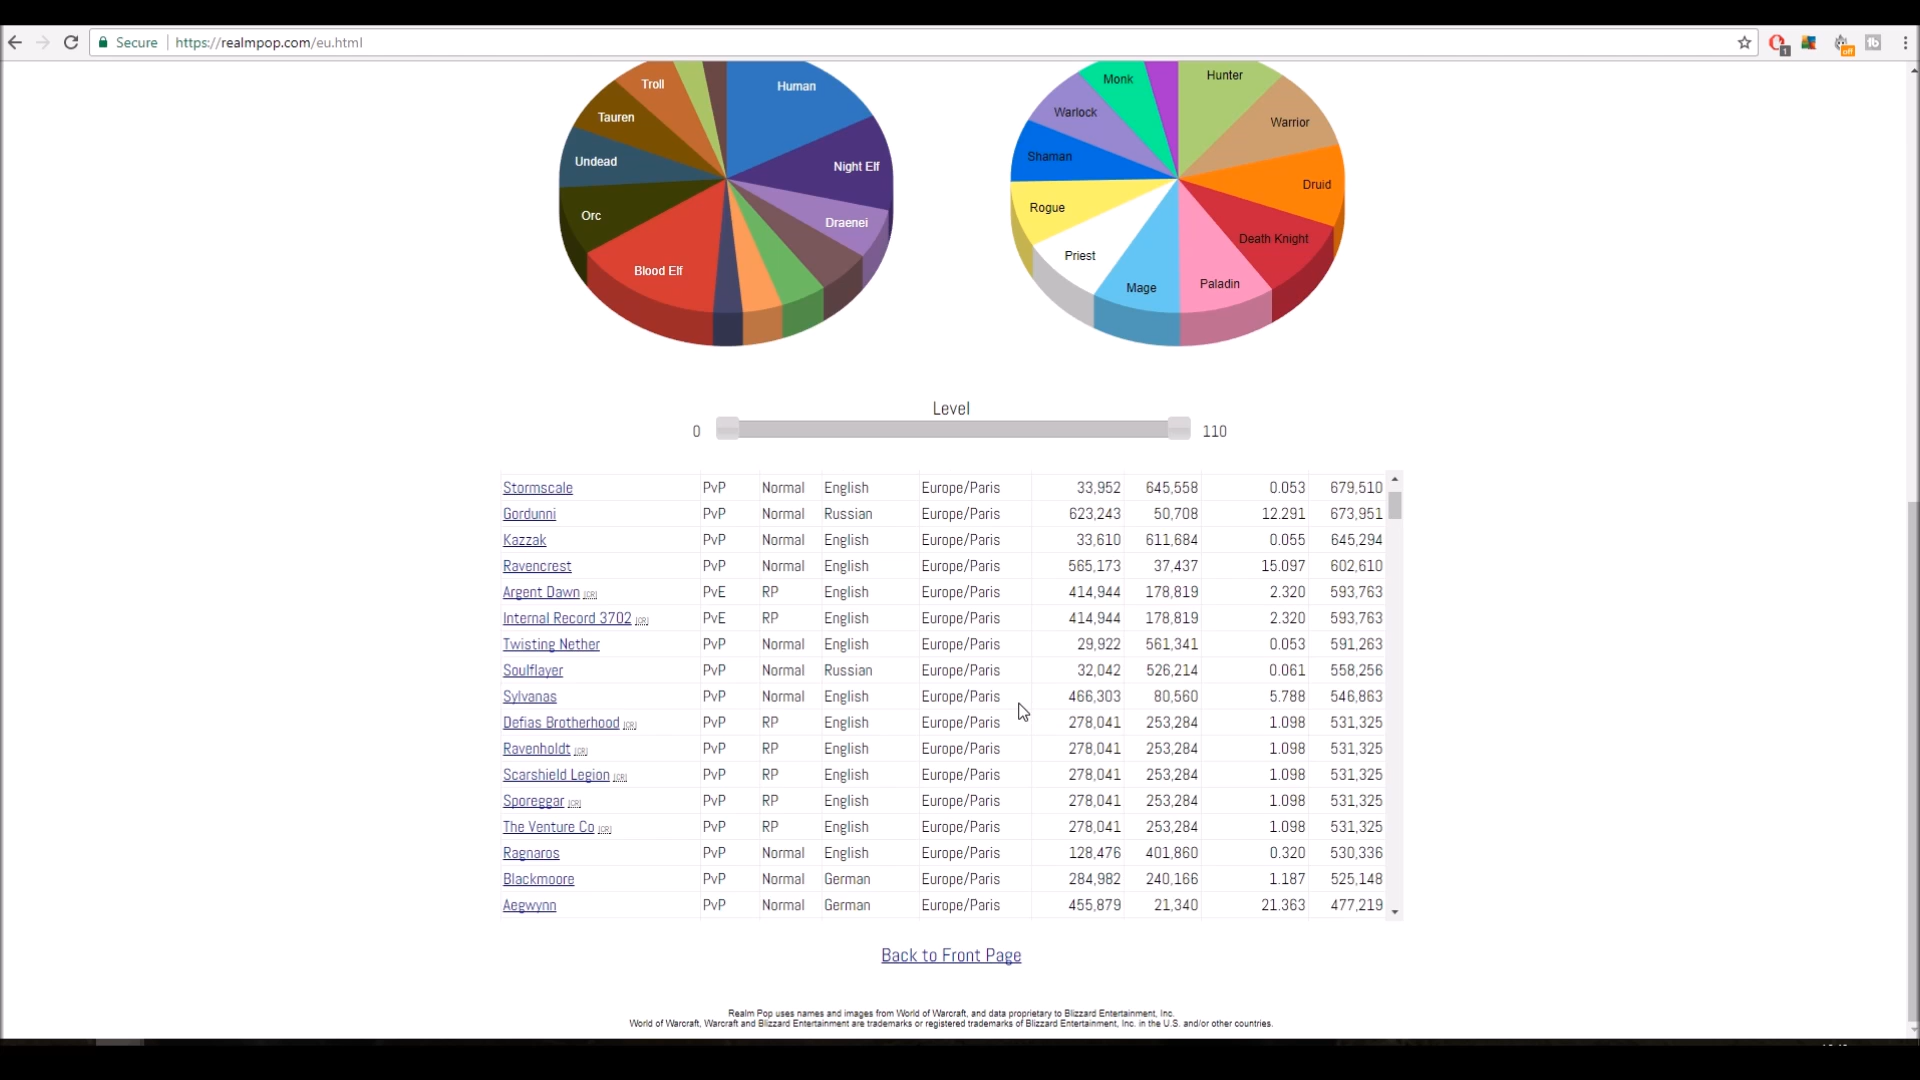 Secure https://realmpop.com/eu.html
Troll Human
Tauren
Undead Night Elf
Orc Draenei
Blood Elf
Monk Hunter
Warlock Warrior
Shaman Druid
Rogue Death Knight
Priest Paladin
Mage
Level
0 110
Stormscale PvP Normal English Europe/Paris 33,952 645,558 0.053 679,510
Gordunni PvP Normal Russian Europe/Paris 623,243 50,708 12.291 673,951
Kazzak PvP Normal English Europe/Paris 33,610 611,684 0.055 645,294
Ravencrest PvP Normal English Europe/Paris 565,173 37,437 15.097 602,610
Argent Dawn [CR] PvE RP English Europe/Paris 414,944 178,819 2.320 593,763
Internal Record 3702 [CR] PvE RP English Europe/Paris 414,944 178,819 2.320 593,763
Twisting Nether PvP Normal English Europe/Paris 29,922 561,341 0.053 591,263
Soulflayer PvP Normal Russian Europe/Paris 32,042 526,214 0.061 558,256
Sylvanas PvP Normal English Europe/Paris 466,303 80,560 5.788 546,863
Defias Brotherhood [CR] PvP RP English Europe/Paris 278,041 253,284 1.098 531,325
Ravenholdt [CR] PvP RP English Europe/Paris 278,041 253,284 1.098 531,325
Scarshield Legion [CR] PvP RP English Europe/Paris 278,041 253,284 1.098 531,325
Sporeggar [CR] PvP RP English Europe/Paris 278,041 253,284 1.098 531,325
The Venture Co [CR] PvP RP English Europe/Paris 278,041 253,284 1.098 531,325
Ragnaros PvP Normal English Europe/Paris 128,476 401,860 0.320 530,336
Blackmoore PvP Normal German Europe/Paris 284,982 240,166 1.187 525,148
Aegwynn PvP Normal German Europe/Paris 455,879 21,340 21.363 477,219
Back to Front Page
Realm Pop uses names and images from World of Warcraft, and data proprietary to Blizzard Entertainment, Inc.
World of Warcraft, Warcraft and Blizzard Entertainment are trademarks or registered trademarks of Blizzard Entertainment, Inc. in the U.S. and/or other countries.